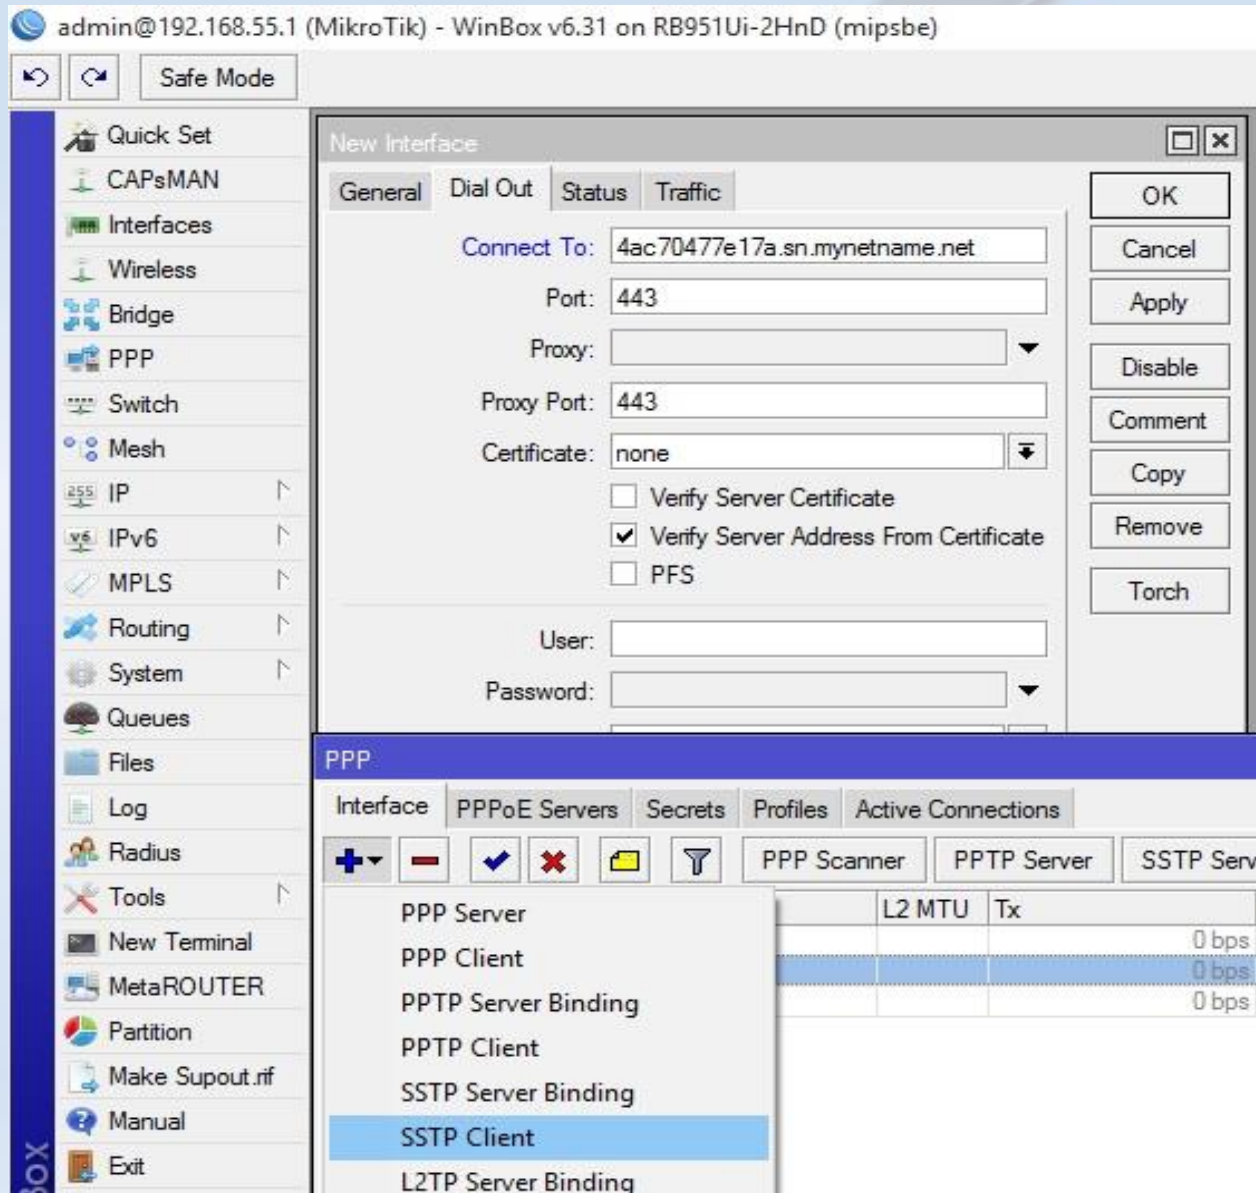 admin@192.168.55.1 (MikroTik) - WinBox v6.31 on RB951Ui-2HnD (mipsbe)
Safe Mode
Quick Set
CAPsMAN
Interfaces
Wireless
Bridge
PPP
Switch
Mesh
255 IP
v6 IPv6
MPLS
Routing
System
Queues
Files
Log
Radius
Tools
New Terminal
MetaROUTER
Partition
Make Supout.rif
Manual
Exit
Box
New Interface
General Dial Out Status Traffic
Connect To: 4ac70477e17a.sn.mynetname.net
Port: 443
Proxy:
Proxy Port: 443
Certificate: none
Verify Server Certificate
Verify Server Address From Certificate
PFS
User:
Password:
OK
Cancel
Apply
Disable
Comment
Copy
Remove
Torch
PPP
Interface PPPoE Servers Secrets Profiles Active Connections
PPP Scanner PPTP Server SSTP Serv
L2 MTU Tx
0 bps
0 bps
0 bps
PPP Server
PPP Client
PPTP Server Binding
PPTP Client
SSTP Server Binding
SSTP Client
L2TP Server Binding